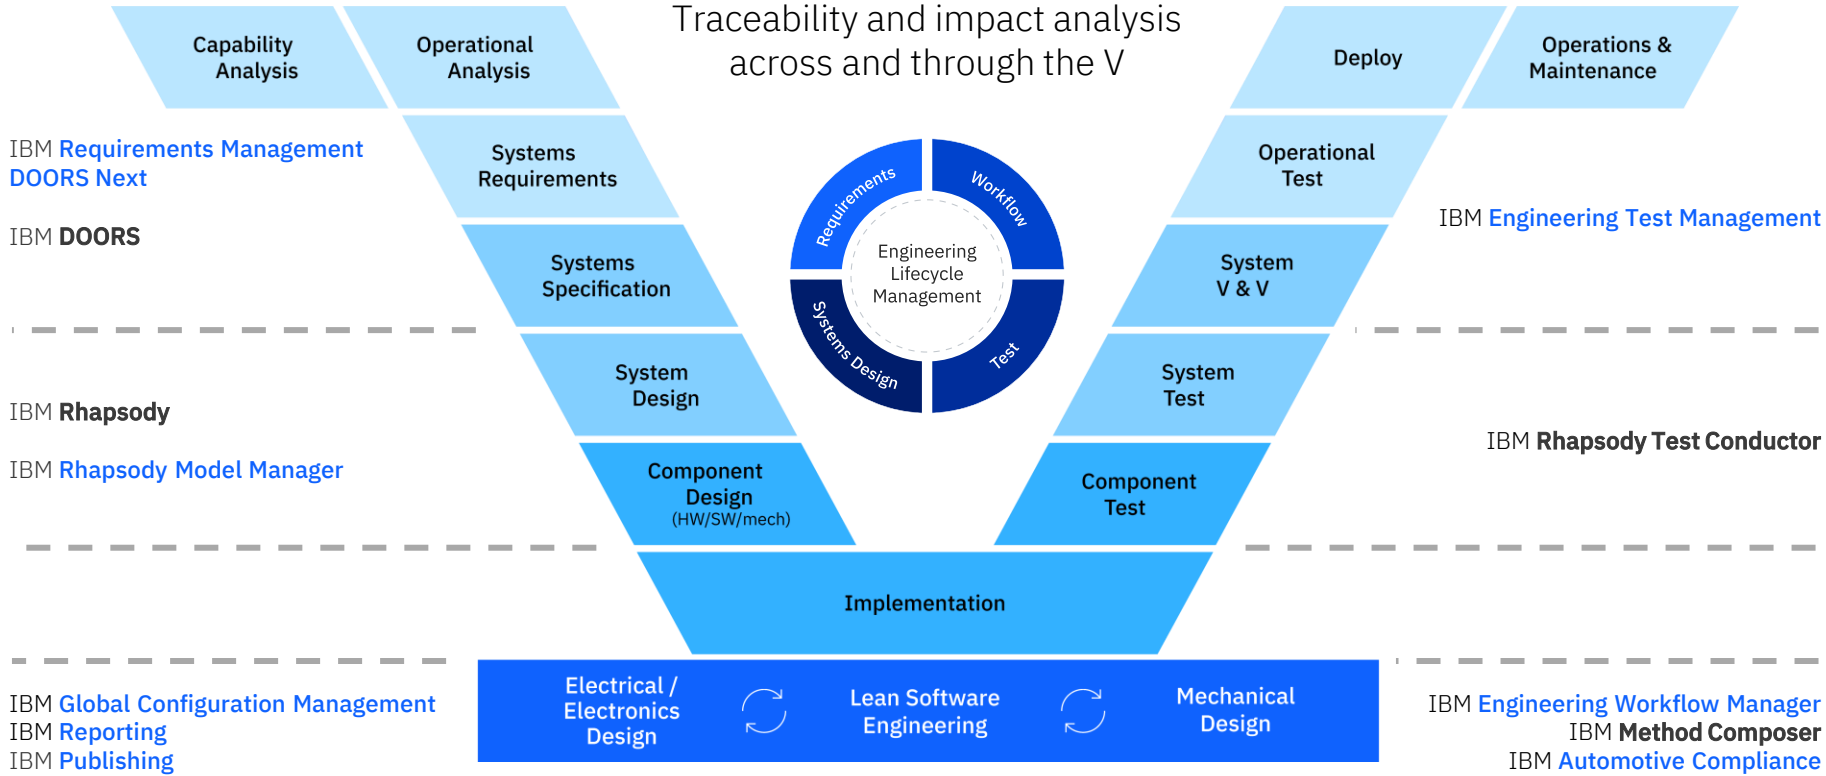 Traceability and impact analysis
across and through the V
Capability
Analysis
Operational
Analysis
Deploy
Operations &
Maintenance
IBM Requirements Management
DOORS Next
IBM DOORS
Systems
Requirements
Operational
Test
IBM Engineering Test Management
Systems
Specification
System
V & V
Requirements
Workflow
Systems Design
Test
Engineering
Lifecycle
Management
System
Design
System
Test
IBM Rhapsody
IBM Rhapsody Model Manager
Component
Design
(HW/SW/mech)
Component
Test
IBM Rhapsody Test Conductor
Implementation
Electrical /
Electronics
Design
Lean Software
Engineering
Mechanical
Design
IBM Global Configuration Management
IBM Reporting
IBM Publishing
IBM Engineering Workflow Manager
IBM Method Composer
IBM Automotive Compliance